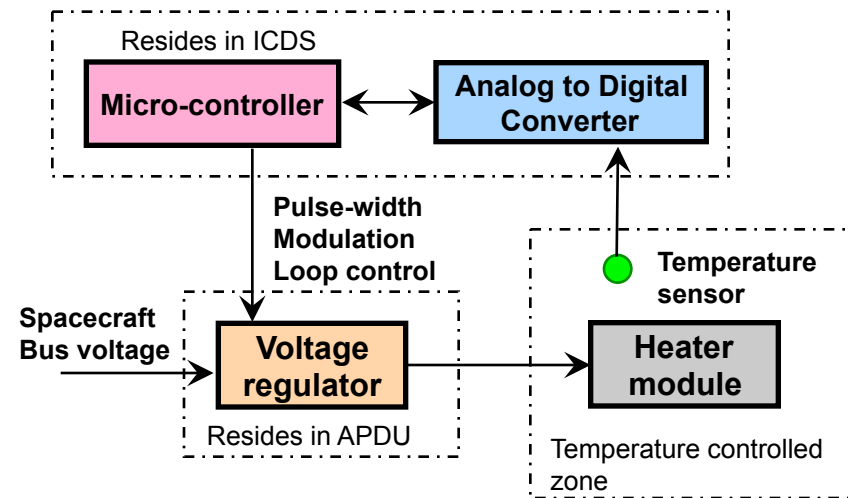 Resides in ICDS
Micro-controller
Analog to Digital
Converter
Pulse-width
Modulation
Loop control
Temperature
sensor
Spacecraft
Bus voltage
Voltage
regulator
Heater
module
Resides in APDU
Temperature controlled
zone